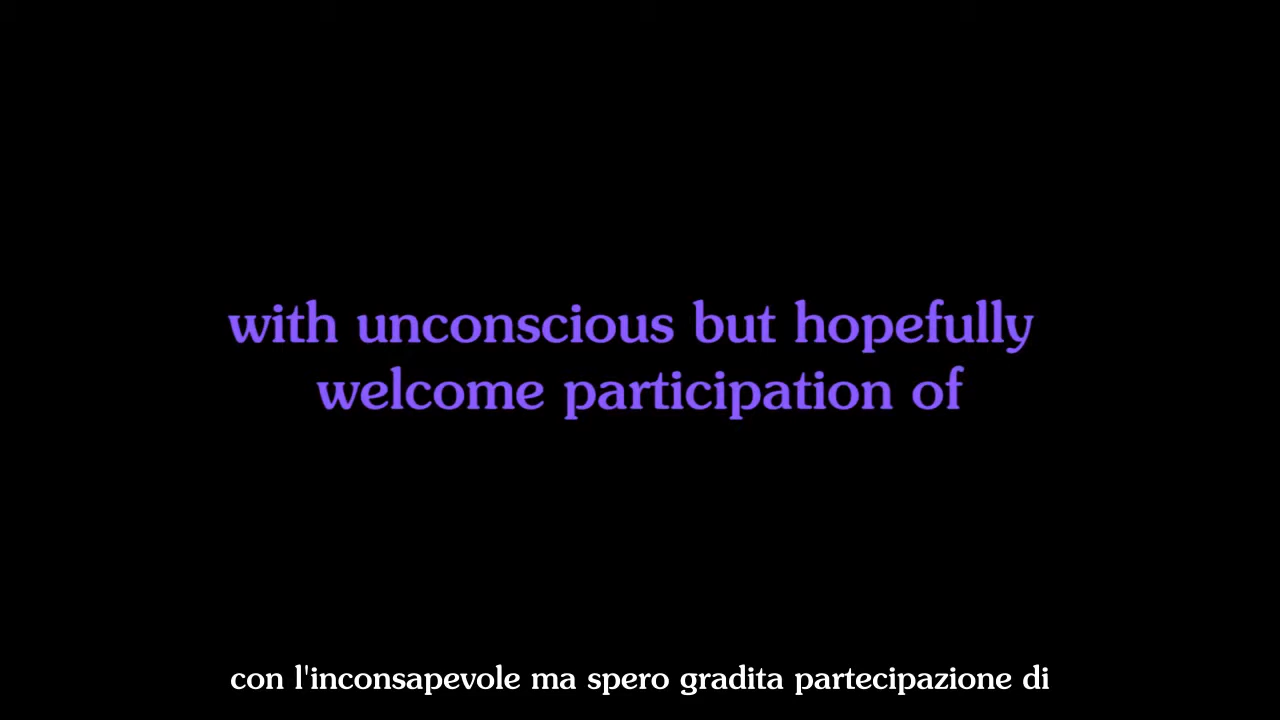 with unconscious but hopefully
welcome participation of
con l'inconsapevole ma spero gradita partecipazione di